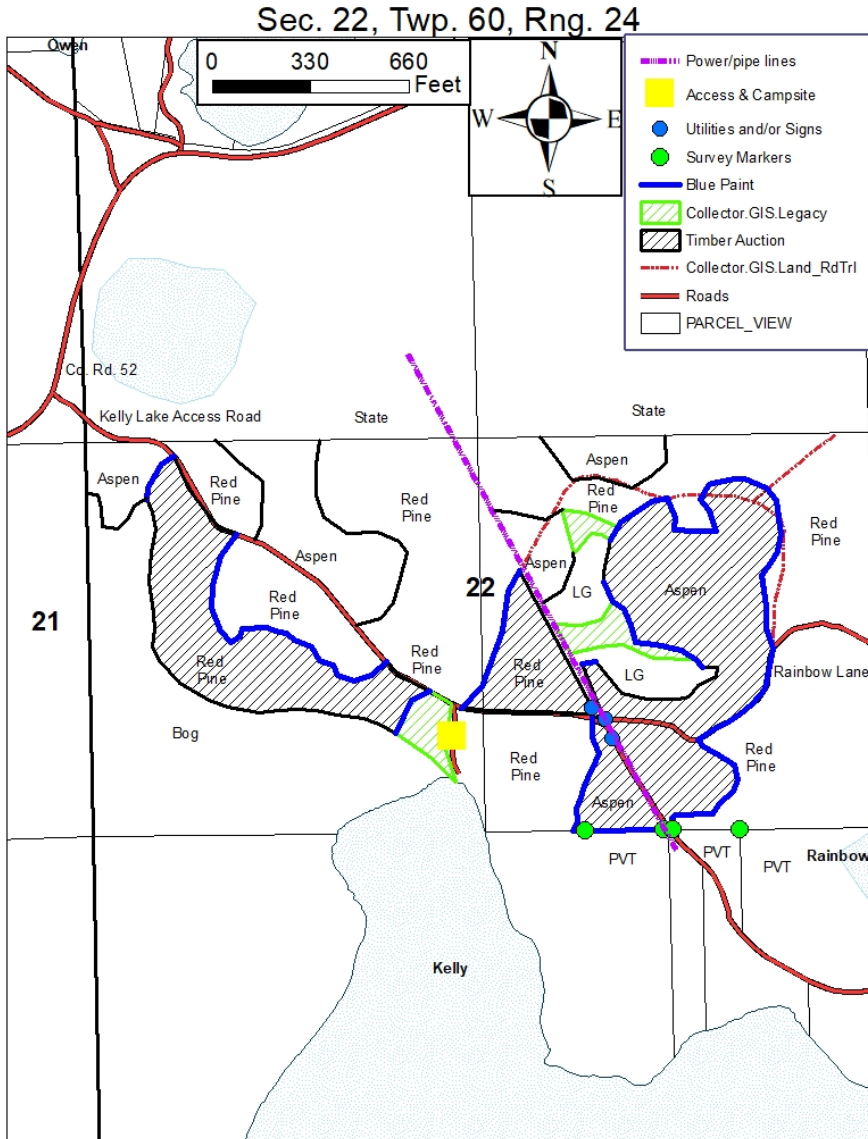 Sec. 22, Twp. 60, Rng. 24
Owen
0 330 660
Feet
N
W E
S
Power/pipe lines
Access & Campsite
Utilities and/or Signs
Survey Markers
Blue Paint
Collector.GIS.Legacy
Timber Auction
Collector.GIS.Land_RdTrl
Roads
PARCEL_VIEW
Co. Rd. 52
Kelly Lake Access Road
State
State
Aspen
Red
Pine
Red
Pine
Aspen
Red
Pine
Red
Pine
Aspen
Aspen
LG
Aspen
21
22
Red
Pine
Red
Pine
Red
Pine
Red
Pine
LG
Rainbow Lane
Bog
Red
Pine
Red
Pine
Aspen
PVT
PVT
PVT
Rainbow
Kelly